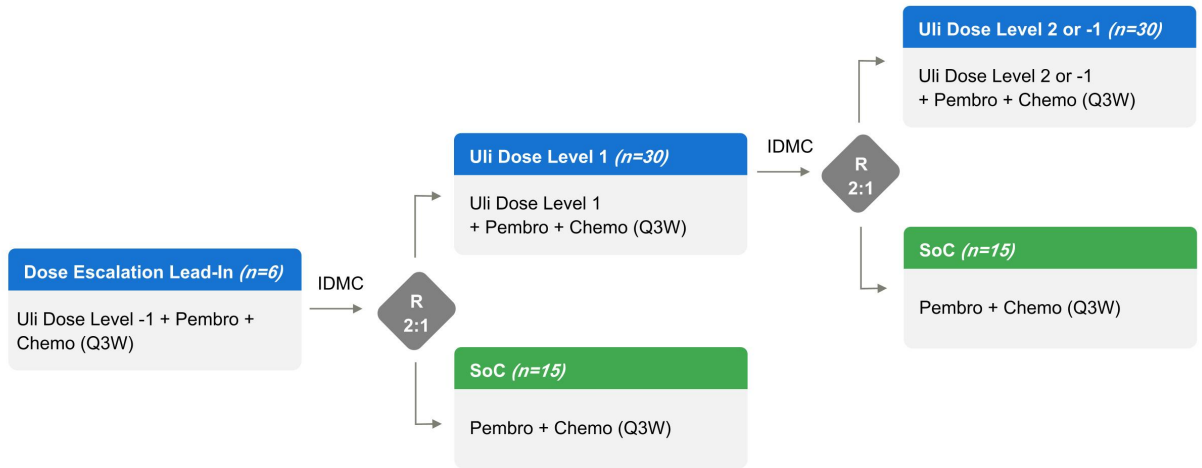 Dose Escalation Lead-In (n=6)
Uli Dose Level -1 + Pembro +
Chemo (Q3W)
IDMC
R
2:1
Uli Dose Level 1 (n=30)
Uli Dose Level 1
+ Pembro + Chemo (Q3W)
SoC (n=15)
Pembro + Chemo (Q3W)
IDMC
R
2:1
Uli Dose Level 2 or -1 (n=30)
Uli Dose Level 2 or -1
+ Pembro + Chemo (Q3W)
SoC (n=15)
Pembro + Chemo (Q3W)